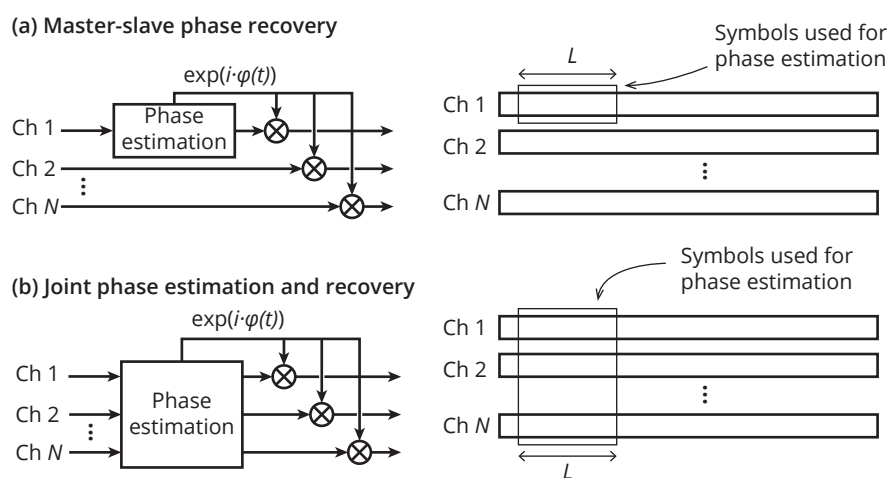 (a) Master-slave phase recovery
exp(i·φ(t))
Ch 1
Phase
estimation
Ch 2
⋮
Ch N
Symbols used for
phase estimation
L
Ch 1
Ch 2
⋮
Ch N
(b) Joint phase estimation and recovery
exp(i·φ(t))
Ch 1
Ch 2
⋮
Ch N
Phase
estimation
Symbols used for
phase estimation
Ch 1
Ch 2
⋮
Ch N
L